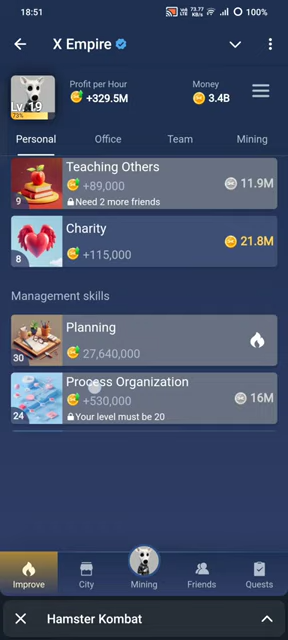 18:51
73.77 KB/s
100%
X Empire
Lv. 19
73%
Profit per Hour
+329.5M
Money
3.4B
Personal
Office
Team
Mining
Teaching Others
+89,000
11.9M
9
Need 2 more friends
Charity
+115,000
21.8M
8
Management skills
Planning
27,640,000
30
Process Organization
+530,000
16M
24
Your level must be 20
Improve
City
Mining
Friends
Quests
Hamster Kombat